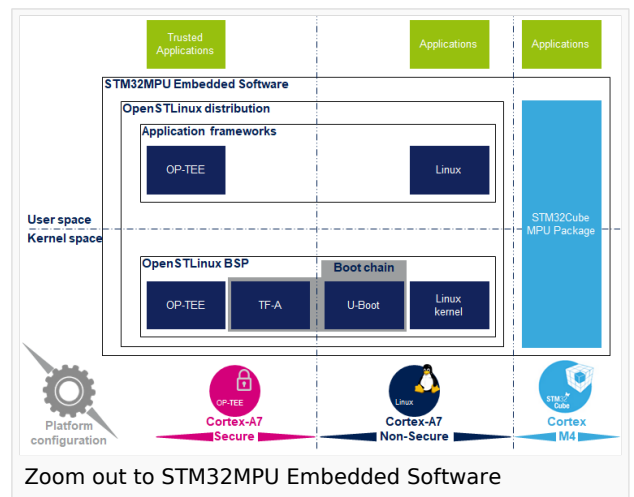 Trusted
Applications
Applications
Applications
STM32MPU Embedded Software
OpenSTLinux distribution
Application frameworks
OP-TEE
Linux
User space
Kernel space
STM32Cube
MPU Package
OpenSTLinux BSP
Boot chain
OP-TEE
TF-A
U-Boot
Linux
kernel
Platform
configuration
OP-TEE
Cortex-A7
Secure
Linux
Cortex-A7
Non-Secure
STM32
Cube
Cortex
M4
Zoom out to STM32MPU Embedded Software